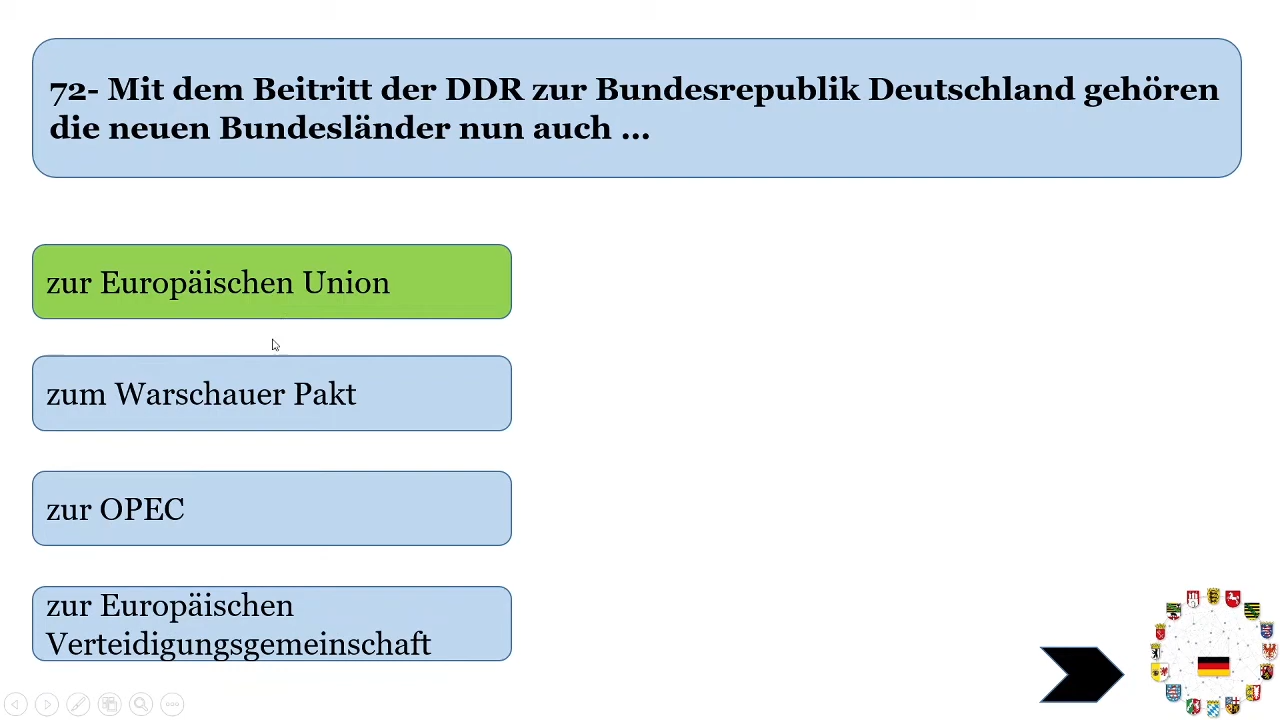 72- Mit dem Beitritt der DDR zur Bundesrepublik Deutschland gehören
die neuen Bundesländer nun auch ...
zur Europäischen Union
zum Warschauer Pakt
zur OPEC
zur Europäischen
Verteidigungsgemeinschaft